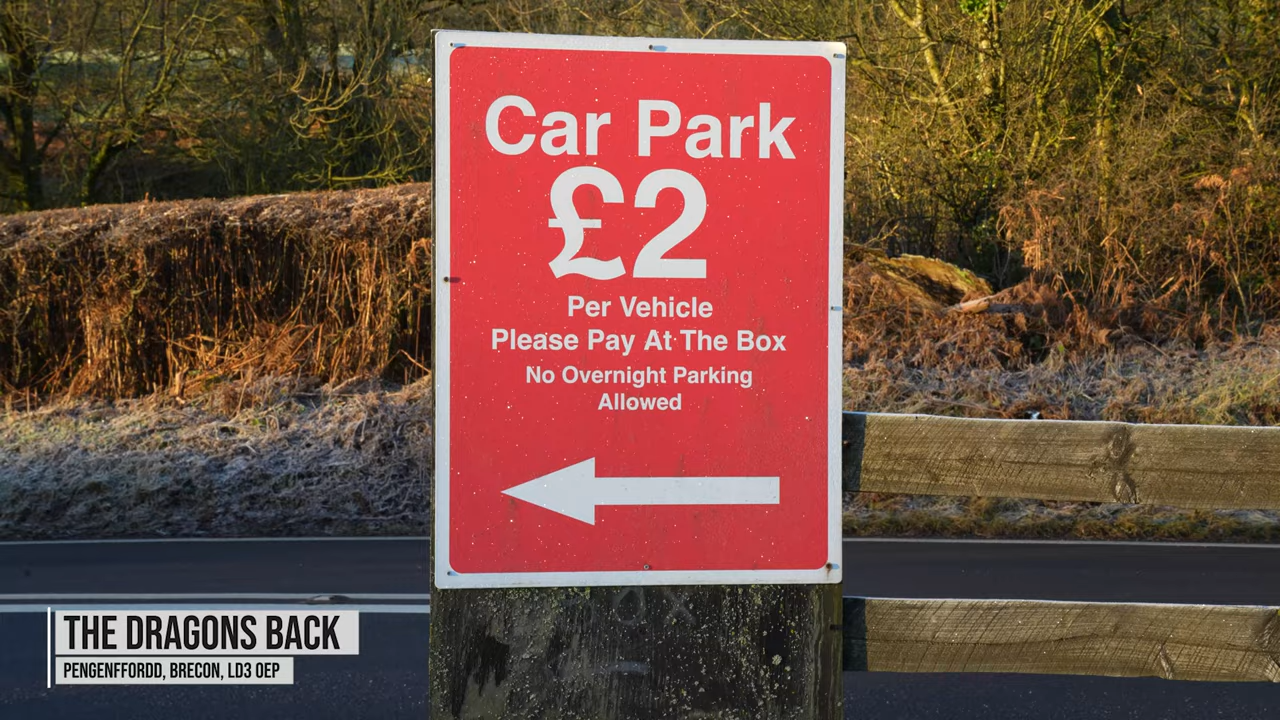 Car Park
£2
Per Vehicle
Please Pay At The Box
No Overnight Parking
Allowed
THE DRAGONS BACK
PENGENFFORDD, BRECON, LD3 0EP